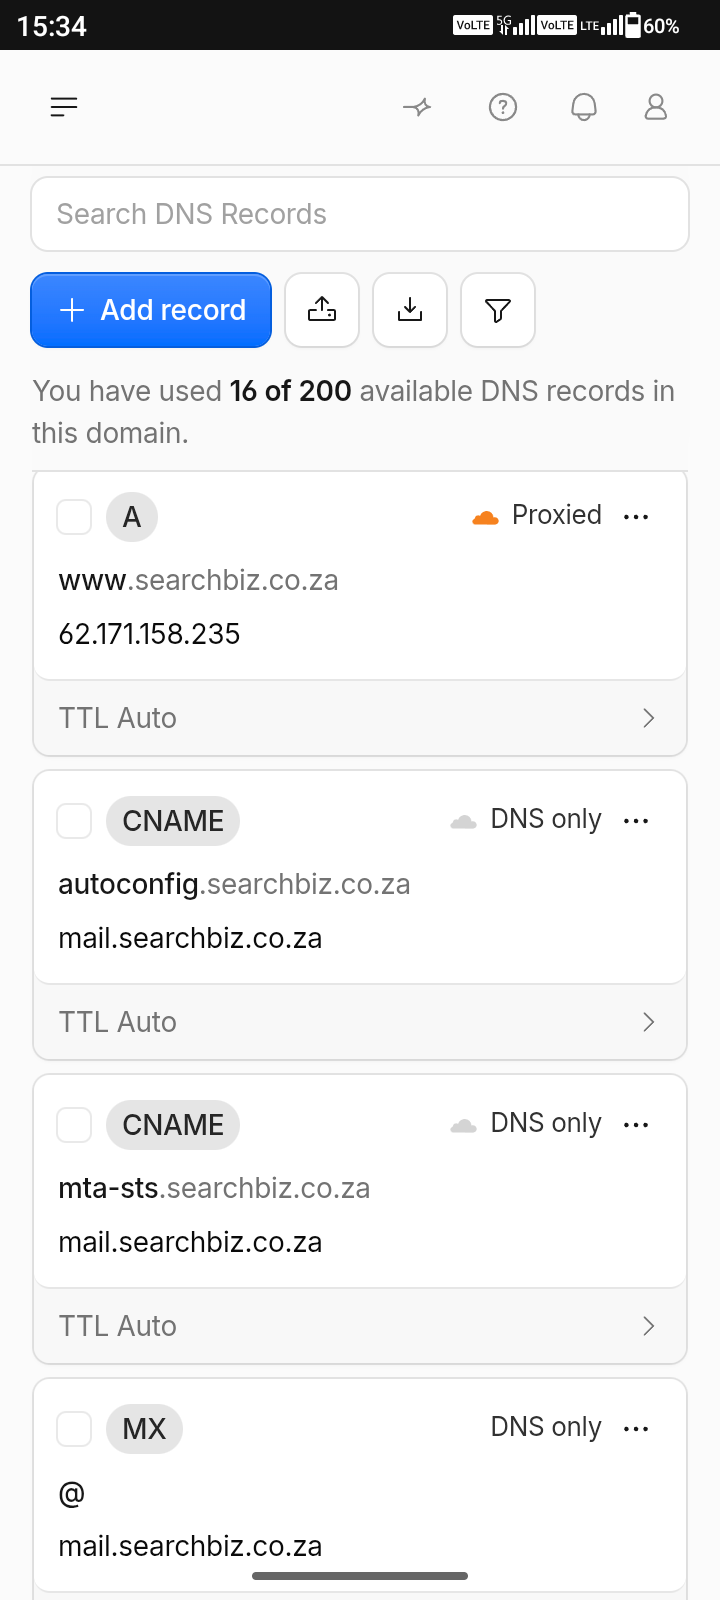 15:34
VoLTE 5G VoLTE LTE 60%
Search DNS Records
Add record
You have used 16 of 200 available DNS records in
this domain.
A Proxied
www.searchbiz.co.za
62.171.158.235
TTL Auto
CNAME DNS only
autoconfig.searchbiz.co.za
mail.searchbiz.co.za
TTL Auto
CNAME DNS only
mta-sts.searchbiz.co.za
mail.searchbiz.co.za
TTL Auto
MX DNS only
@
mail.searchbiz.co.za